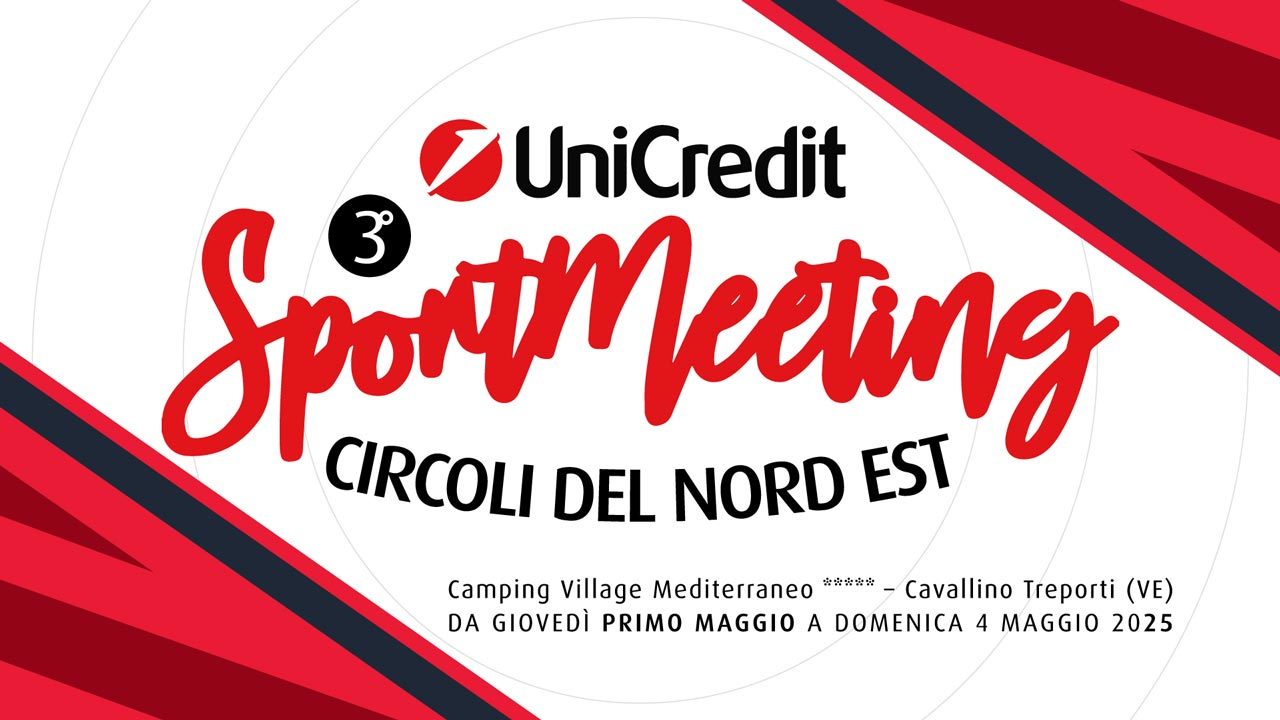 UniCredit
3°
SportMeeting
CIRCOLI DEL NORD EST
Camping Village Mediterraneo ***** – Cavallino Treporti (VE)
DA GIOVEDÌ PRIMO MAGGIO A DOMENICA 4 MAGGIO 2025